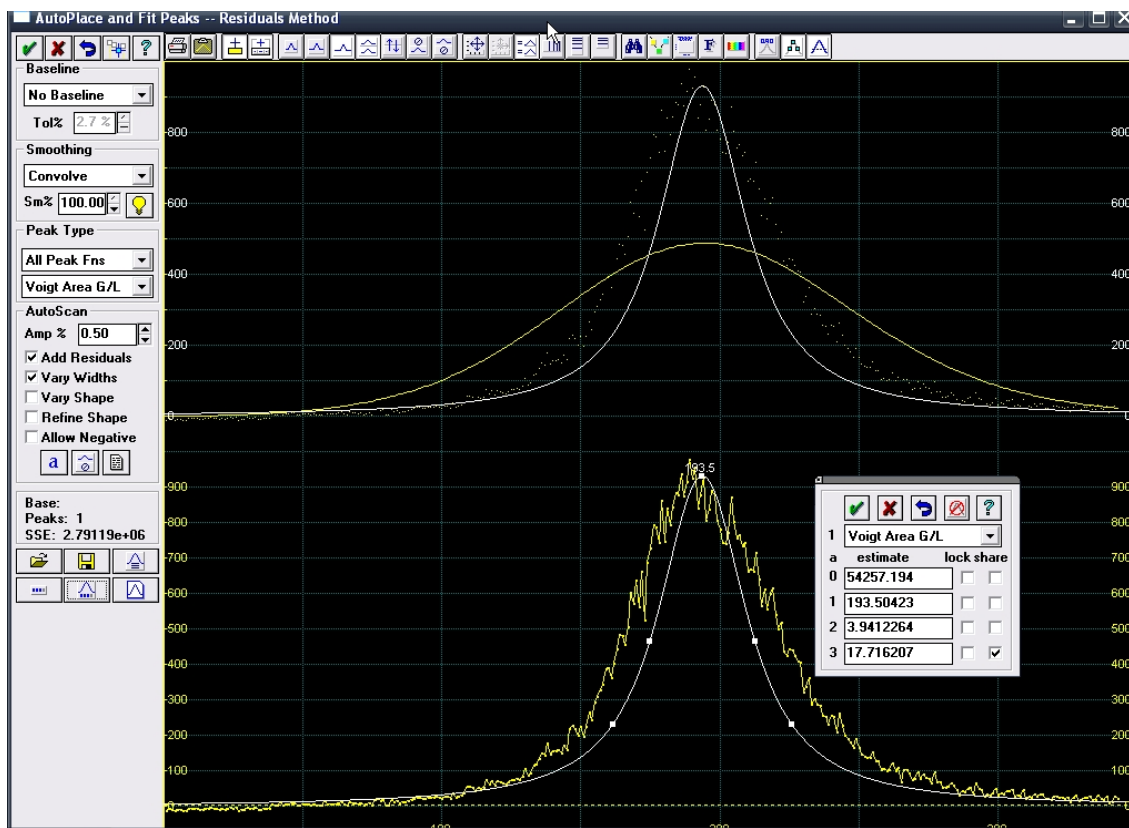 AutoPlace and Fit Peaks -- Residuals Method
Baseline
No Baseline
Tol% 2.7 %
Smoothing
Convolve
Sm% 100.00
Peak Type
All Peak Fns
Voigt Area G/L
AutoScan
Amp % 0.50
Add Residuals
Vary Widths
Vary Shape
Refine Shape
Allow Negative
a
Base:
Peaks: 1
SSE: 2.79119e+06
800 800
600 600
400 400
200 200
0 0
193.5
900 900
800 800
700 700
600 600
500 500
400 400
300 300
200 200
100 100
0 0
1 Voigt Area G/L
a estimate lock share
0 54257.194
1 193.50423
2 3.9412264
3 17.716207